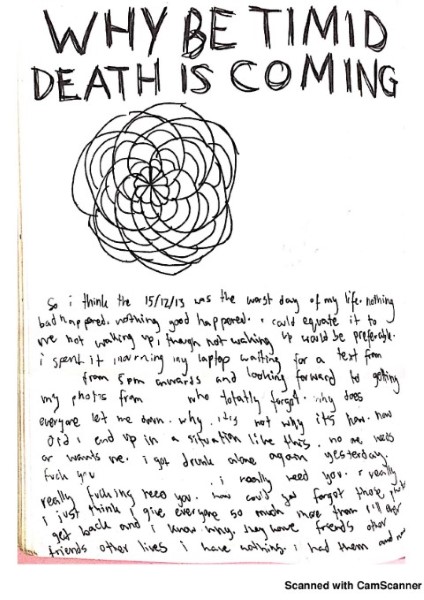 WHY BE TIMID
DEATH IS COMING
So i think the 15/12/13 was the worst day of my life. nothing
bad happened. nothing good happened. i could equate it to
me not waking up, though not waking up would be preferable.
i spent it mourning my laptop waiting for a text from
from 5pm onwards and looking forward to getting
my photos from who totally forgot. why does
everyone let me down. why. its not why its how. how
did i end up in a situation like this. no one needs
or wants me. i got drunk alone again yesterday.
fuck you i really need you. i really
really fucking need you. how could you forget those
i just think i give everyone so much more than i'll ever
get back and i know why. they have friends other
friends other lives i have nothing. i had them and
Scanned with CamScanner